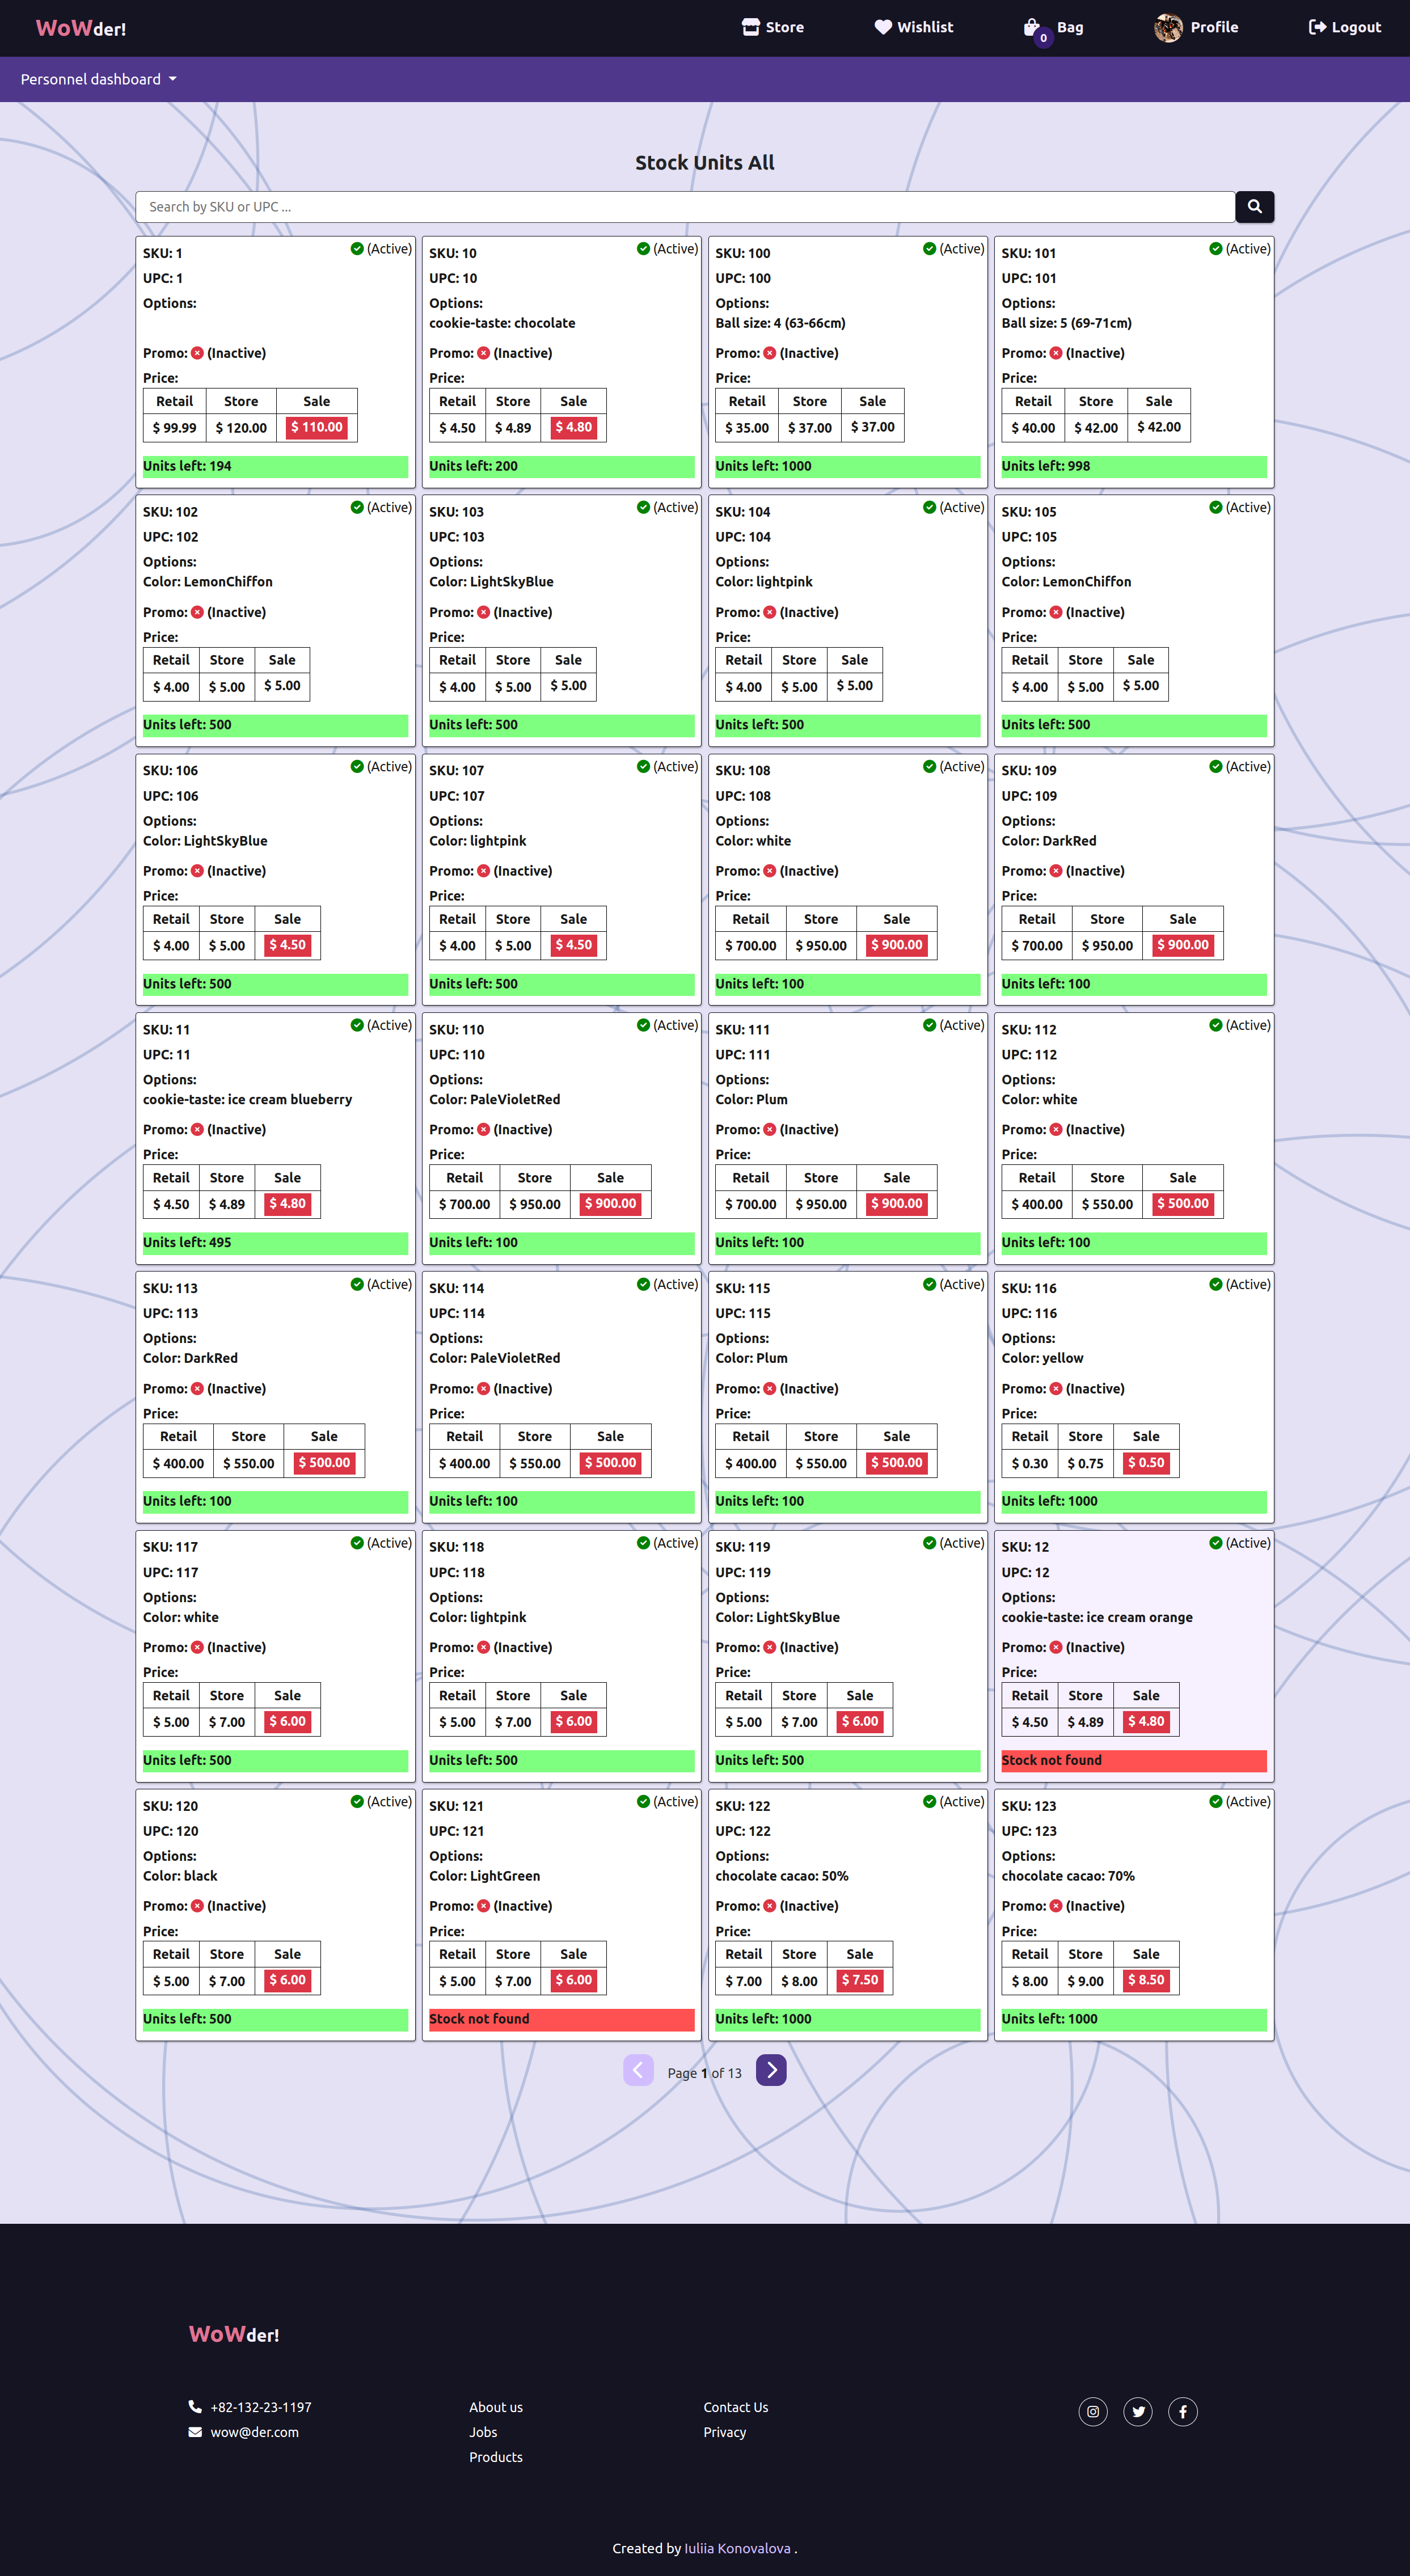 WoWder!
Store
Wishlist
0
Bag
Profile
Logout
Personnel dashboard
Stock Units All
Search by SKU or UPC ...
SKU: 1
(Active)
UPC: 1
Options:
Promo: (Inactive)
Price:
Retail Store Sale
$ 99.99 $ 120.00 $ 110.00
Units left: 194
SKU: 10
(Active)
UPC: 10
Options:
cookie-taste: chocolate
Promo: (Inactive)
Price:
Retail Store Sale
$ 4.50 $ 4.89 $ 4.80
Units left: 200
SKU: 100
(Active)
UPC: 100
Options:
Ball size: 4 (63-66cm)
Promo: (Inactive)
Price:
Retail Store Sale
$ 35.00 $ 37.00 $ 37.00
Units left: 1000
SKU: 101
(Active)
UPC: 101
Options:
Ball size: 5 (69-71cm)
Promo: (Inactive)
Price:
Retail Store Sale
$ 40.00 $ 42.00 $ 42.00
Units left: 998
SKU: 102
(Active)
UPC: 102
Options:
Color: LemonChiffon
Promo: (Inactive)
Price:
Retail Store Sale
$ 4.00 $ 5.00 $ 5.00
Units left: 500
SKU: 103
(Active)
UPC: 103
Options:
Color: LightSkyBlue
Promo: (Inactive)
Price:
Retail Store Sale
$ 4.00 $ 5.00 $ 5.00
Units left: 500
SKU: 104
(Active)
UPC: 104
Options:
Color: lightpink
Promo: (Inactive)
Price:
Retail Store Sale
$ 4.00 $ 5.00 $ 5.00
Units left: 500
SKU: 105
(Active)
UPC: 105
Options:
Color: LemonChiffon
Promo: (Inactive)
Price:
Retail Store Sale
$ 4.00 $ 5.00 $ 5.00
Units left: 500
SKU: 106
(Active)
UPC: 106
Options:
Color: LightSkyBlue
Promo: (Inactive)
Price:
Retail Store Sale
$ 4.00 $ 5.00 $ 4.50
Units left: 500
SKU: 107
(Active)
UPC: 107
Options:
Color: lightpink
Promo: (Inactive)
Price:
Retail Store Sale
$ 4.00 $ 5.00 $ 4.50
Units left: 500
SKU: 108
(Active)
UPC: 108
Options:
Color: white
Promo: (Inactive)
Price:
Retail Store Sale
$ 700.00 $ 950.00 $ 900.00
Units left: 100
SKU: 109
(Active)
UPC: 109
Options:
Color: DarkRed
Promo: (Inactive)
Price:
Retail Store Sale
$ 700.00 $ 950.00 $ 900.00
Units left: 100
SKU: 11
(Active)
UPC: 11
Options:
cookie-taste: ice cream blueberry
Promo: (Inactive)
Price:
Retail Store Sale
$ 4.50 $ 4.89 $ 4.80
Units left: 495
SKU: 110
(Active)
UPC: 110
Options:
Color: PaleVioletRed
Promo: (Inactive)
Price:
Retail Store Sale
$ 700.00 $ 950.00 $ 900.00
Units left: 100
SKU: 111
(Active)
UPC: 111
Options:
Color: Plum
Promo: (Inactive)
Price:
Retail Store Sale
$ 700.00 $ 950.00 $ 900.00
Units left: 100
SKU: 112
(Active)
UPC: 112
Options:
Color: white
Promo: (Inactive)
Price:
Retail Store Sale
$ 400.00 $ 550.00 $ 500.00
Units left: 100
SKU: 113
(Active)
UPC: 113
Options:
Color: DarkRed
Promo: (Inactive)
Price:
Retail Store Sale
$ 400.00 $ 550.00 $ 500.00
Units left: 100
SKU: 114
(Active)
UPC: 114
Options:
Color: PaleVioletRed
Promo: (Inactive)
Price:
Retail Store Sale
$ 400.00 $ 550.00 $ 500.00
Units left: 100
SKU: 115
(Active)
UPC: 115
Options:
Color: Plum
Promo: (Inactive)
Price:
Retail Store Sale
$ 400.00 $ 550.00 $ 500.00
Units left: 100
SKU: 116
(Active)
UPC: 116
Options:
Color: yellow
Promo: (Inactive)
Price:
Retail Store Sale
$ 0.30 $ 0.75 $ 0.50
Units left: 1000
SKU: 117
(Active)
UPC: 117
Options:
Color: white
Promo: (Inactive)
Price:
Retail Store Sale
$ 5.00 $ 7.00 $ 6.00
Units left: 500
SKU: 118
(Active)
UPC: 118
Options:
Color: lightpink
Promo: (Inactive)
Price:
Retail Store Sale
$ 5.00 $ 7.00 $ 6.00
Units left: 500
SKU: 119
(Active)
UPC: 119
Options:
Color: LightSkyBlue
Promo: (Inactive)
Price:
Retail Store Sale
$ 5.00 $ 7.00 $ 6.00
Units left: 500
SKU: 12
(Active)
UPC: 12
Options:
cookie-taste: ice cream orange
Promo: (Inactive)
Price:
Retail Store Sale
$ 4.50 $ 4.89 $ 4.80
Stock not found
SKU: 120
(Active)
UPC: 120
Options:
Color: black
Promo: (Inactive)
Price:
Retail Store Sale
$ 5.00 $ 7.00 $ 6.00
Units left: 500
SKU: 121
(Active)
UPC: 121
Options:
Color: LightGreen
Promo: (Inactive)
Price:
Retail Store Sale
$ 5.00 $ 7.00 $ 6.00
Stock not found
SKU: 122
(Active)
UPC: 122
Options:
chocolate cacao: 50%
Promo: (Inactive)
Price:
Retail Store Sale
$ 7.00 $ 8.00 $ 7.50
Units left: 1000
SKU: 123
(Active)
UPC: 123
Options:
chocolate cacao: 70%
Promo: (Inactive)
Price:
Retail Store Sale
$ 8.00 $ 9.00 $ 8.50
Units left: 1000
Page 1 of 13
WoWder!
+82-132-23-1197
wow@der.com
About us
Jobs
Products
Contact Us
Privacy
Created by Iuliia Konovalova .